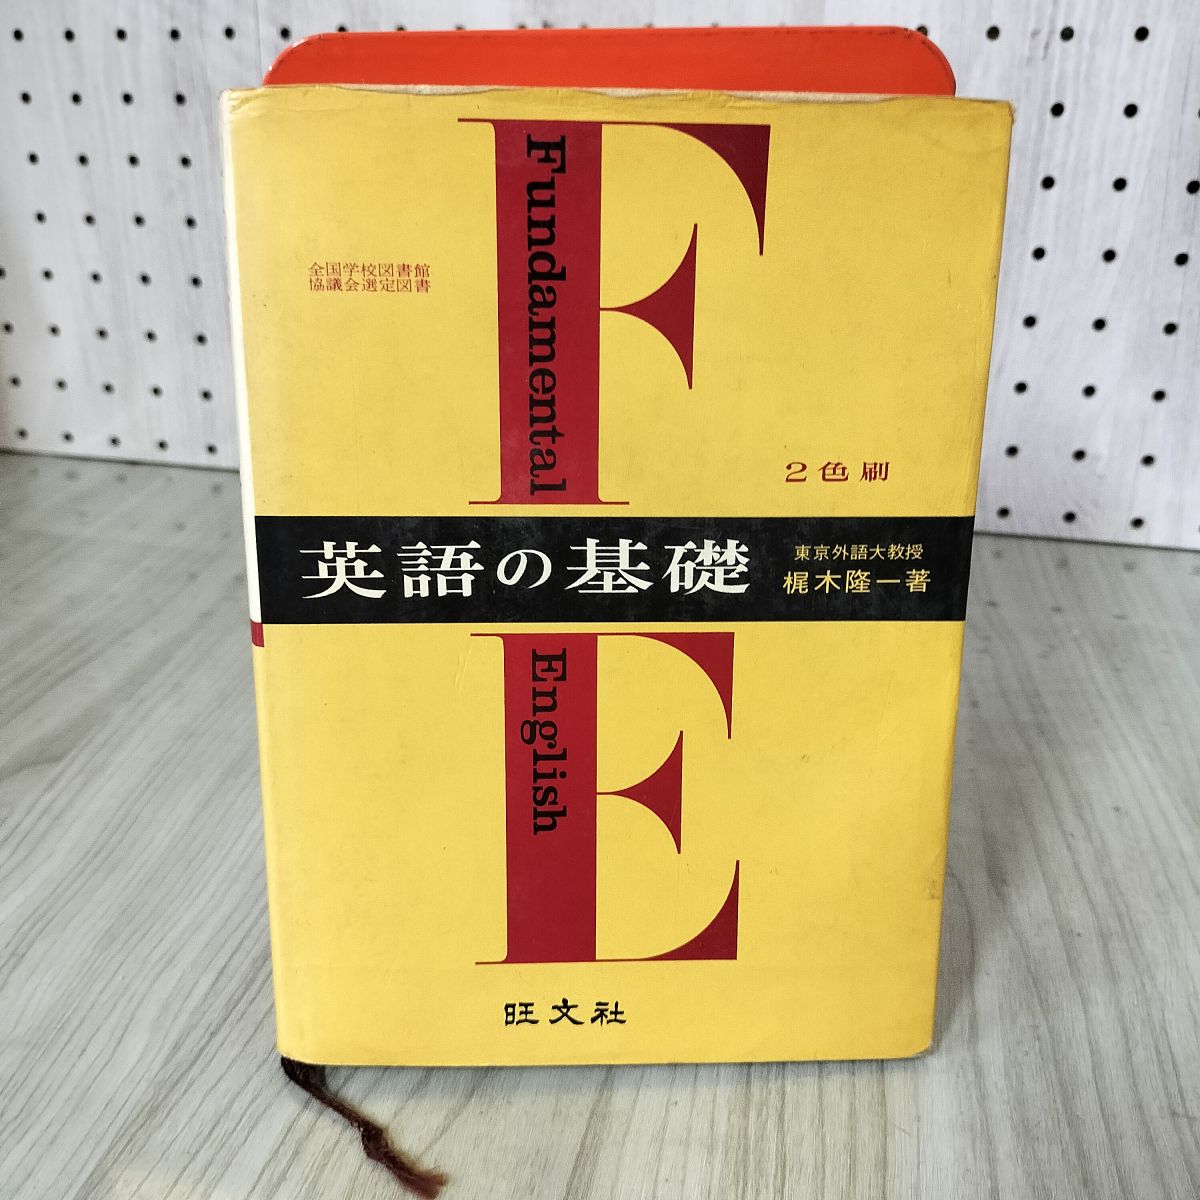 Fundamental
全国学校図書館
協議会選定図書
2色刷
英語の基礎
東京外語大教授
梶木隆一著
English
旺文社